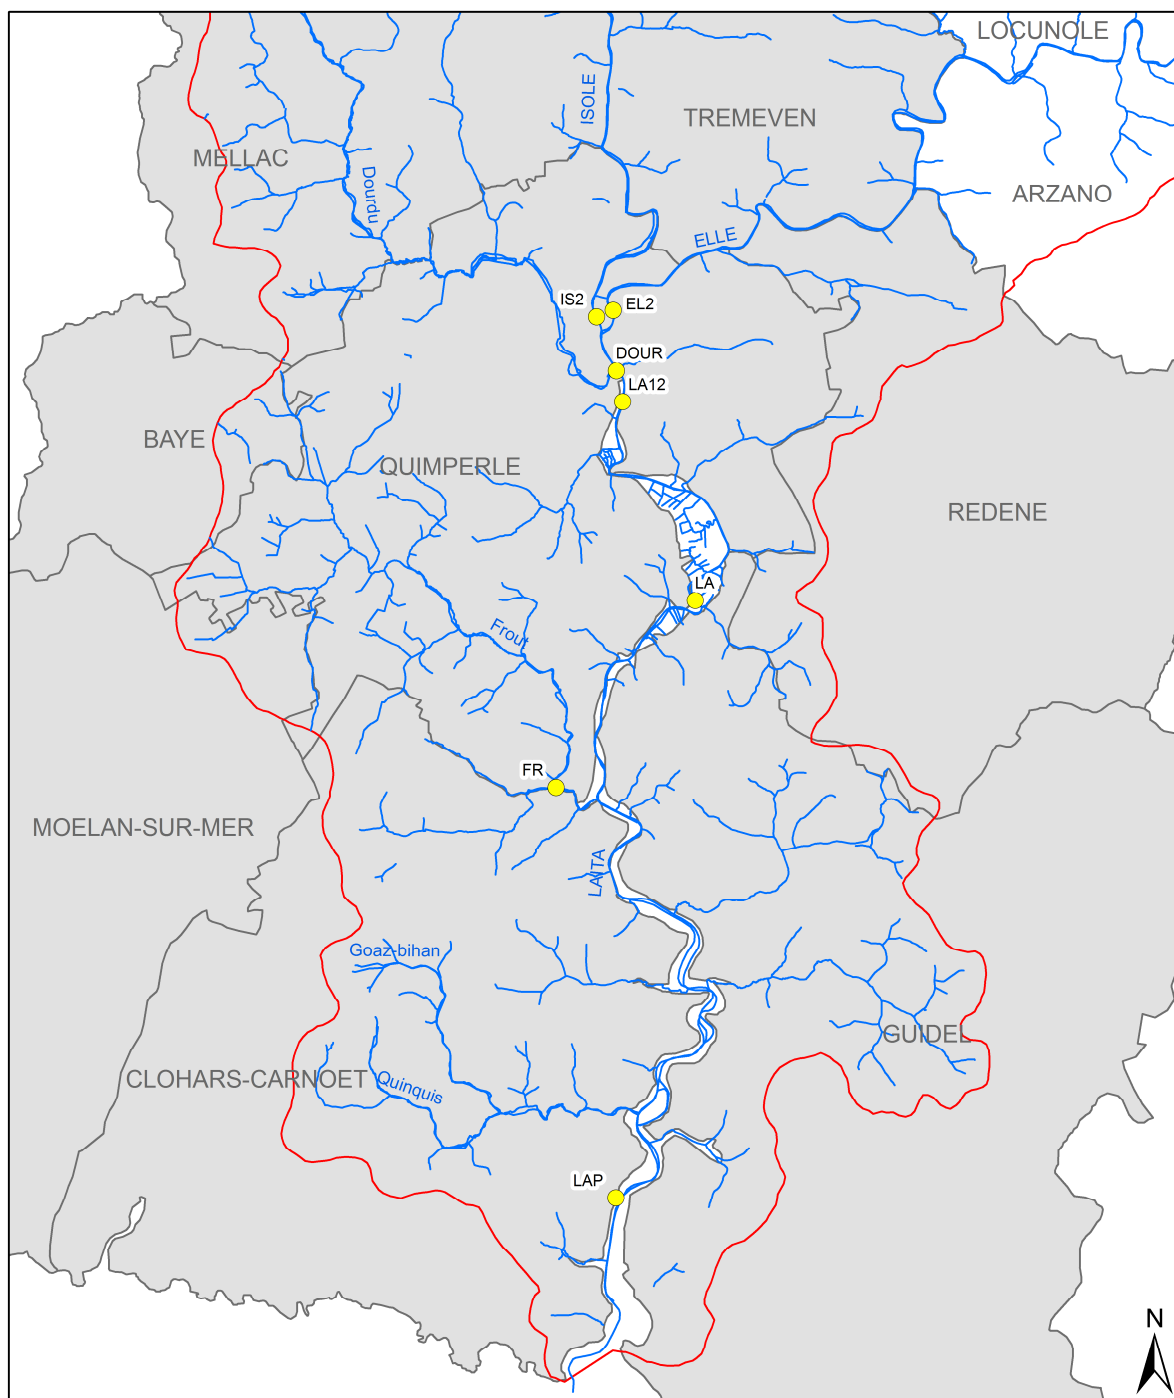 LOCUNOLE
ISOLE
TREMEVEN
MELLAC
Dourdu
ARZANO
ELLE
IS2
EL2
DOUR
LA12
BAYE
QUIMPERLE
REDENE
LA
Frout
FR
MOELAN-SUR-MER
LAITA
Goaz-bihan
GUIDEL
CLOHARS-CARNOET
Quinquis
LAP
N